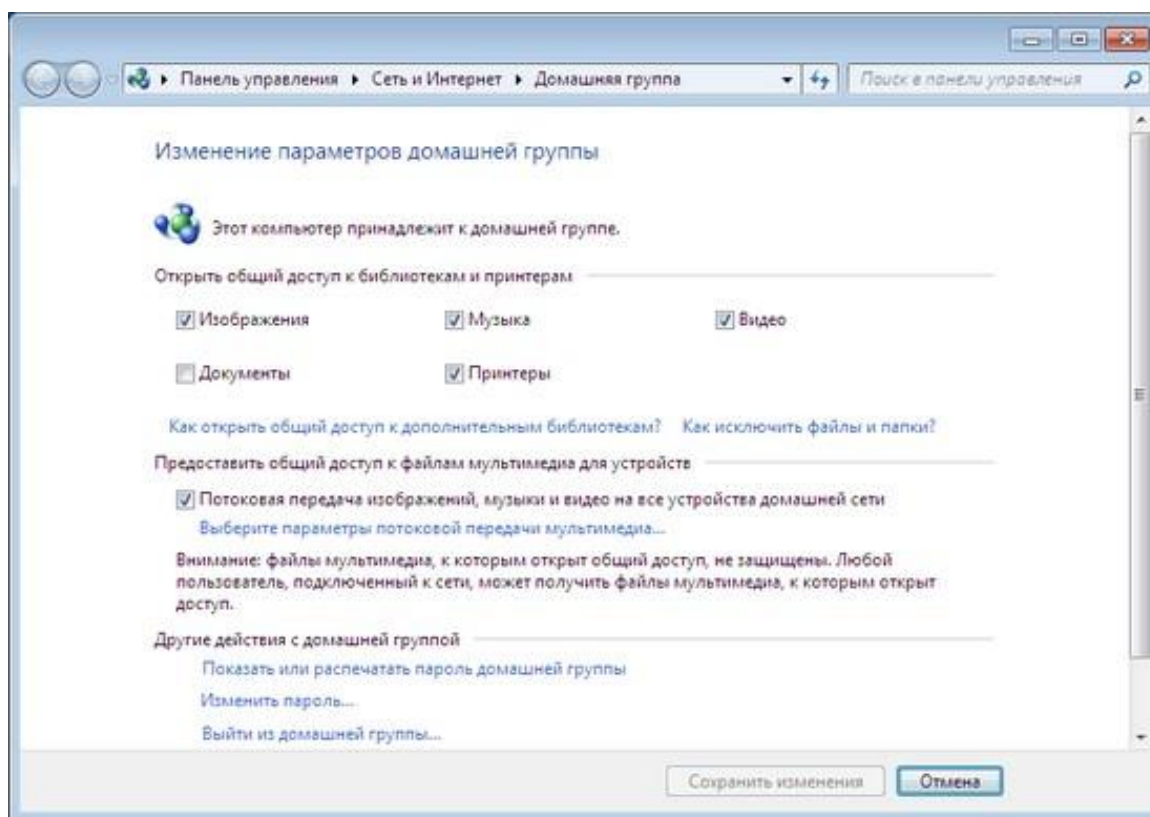 Панель управления ▸ Сеть и Интернет ▸ Домашняя группа
Поиск в панели управления
Изменение параметров домашней группы
Этот компьютер принадлежит к домашней группе.
Открыть общий доступ к библиотекам и принтерам
Изображения Музыка Видео
Документы Принтеры
Как открыть общий доступ к дополнительным библиотекам? Как исключить файлы и папки?
Предоставить общий доступ к файлам мультимедиа для устройств
Потоковая передача изображений, музыки и видео на все устройства домашней сети
Выберите параметры потоковой передачи мультимедиа...
Внимание: файлы мультимедиа, к которым открыт общий доступ, не защищены. Любой
пользователь, подключенный к сети, может получить файлы мультимедиа, к которым открыт
доступ.
Другие действия с домашней группой
Показать или распечатать пароль домашней группы
Изменить пароль...
Выйти из домашней группы...
Сохранить изменения Отмена